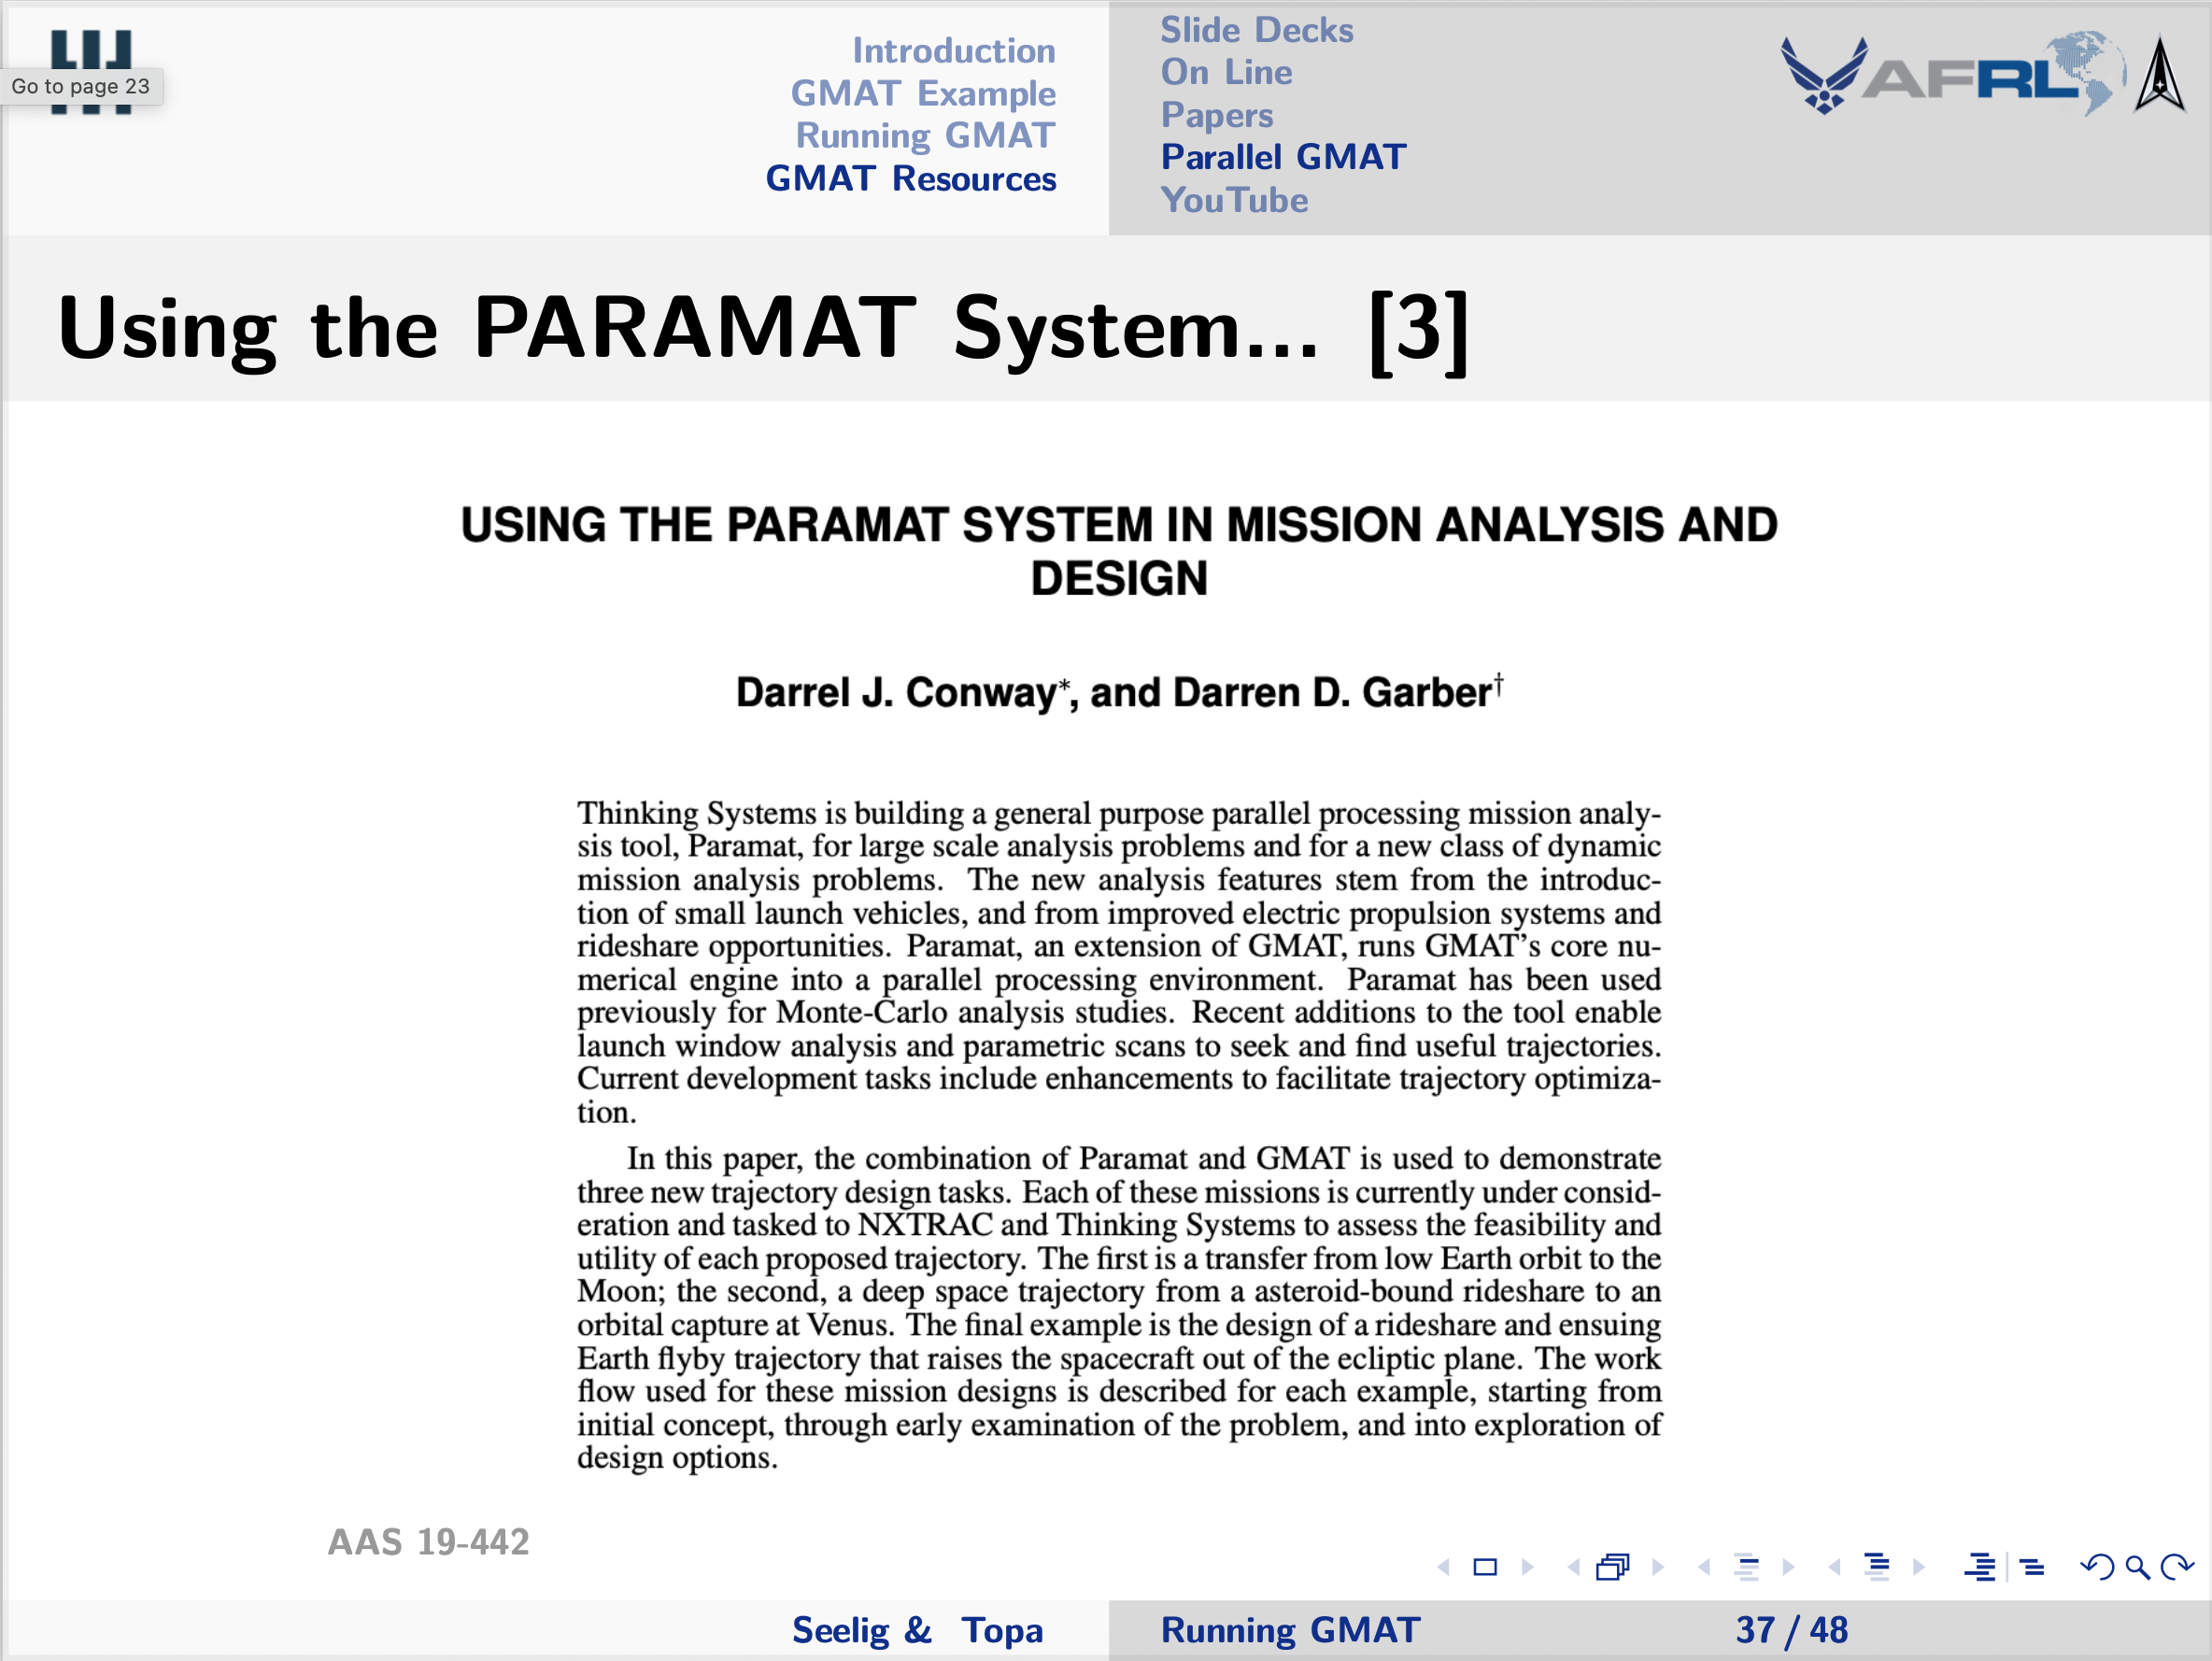 Go to page 23
Introduction
GMAT Example
Running GMAT
GMAT Resources
Slide Decks
On Line
Papers
Parallel GMAT
YouTube
AFRL
Using the PARAMAT System... [3]
USING THE PARAMAT SYSTEM IN MISSION ANALYSIS AND
DESIGN
Darrel J. Conway*, and Darren D. Garber†
Thinking Systems is building a general purpose parallel processing mission analy-
sis tool, Paramat, for large scale analysis problems and for a new class of dynamic
mission analysis problems. The new analysis features stem from the introduc-
tion of small launch vehicles, and from improved electric propulsion systems and
rideshare opportunities. Paramat, an extension of GMAT, runs GMAT's core nu-
merical engine into a parallel processing environment. Paramat has been used
previously for Monte-Carlo analysis studies. Recent additions to the tool enable
launch window analysis and parametric scans to seek and find useful trajectories.
Current development tasks include enhancements to facilitate trajectory optimiza-
tion.
In this paper, the combination of Paramat and GMAT is used to demonstrate
three new trajectory design tasks. Each of these missions is currently under consid-
eration and tasked to NXTRAC and Thinking Systems to assess the feasibility and
utility of each proposed trajectory. The first is a transfer from low Earth orbit to the
Moon; the second, a deep space trajectory from a asteroid-bound rideshare to an
orbital capture at Venus. The final example is the design of a rideshare and ensuing
Earth flyby trajectory that raises the spacecraft out of the ecliptic plane. The work
flow used for these mission designs is described for each example, starting from
initial concept, through early examination of the problem, and into exploration of
design options.
AAS 19-442
Seelig & Topa
Running GMAT
37 / 48